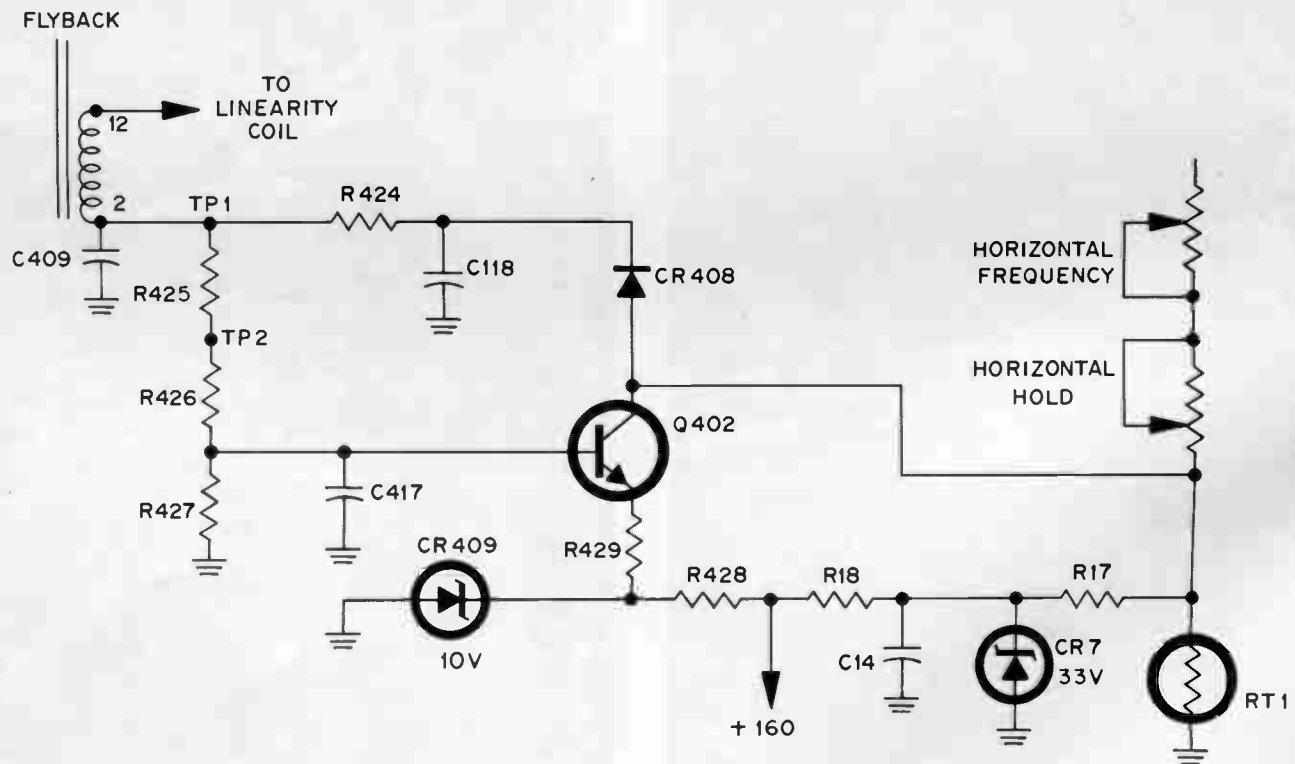 FLYBACK
TO
LINEARITY
COIL
12
2
TP1
R424
C409
C118
CR408
R425
TP2
R426
HORIZONTAL
FREQUENCY
HORIZONTAL
HOLD
Q402
R427
C417
CR409
10V
R429
R428
R18
R17
C14
CR7
33V
+160
RT1